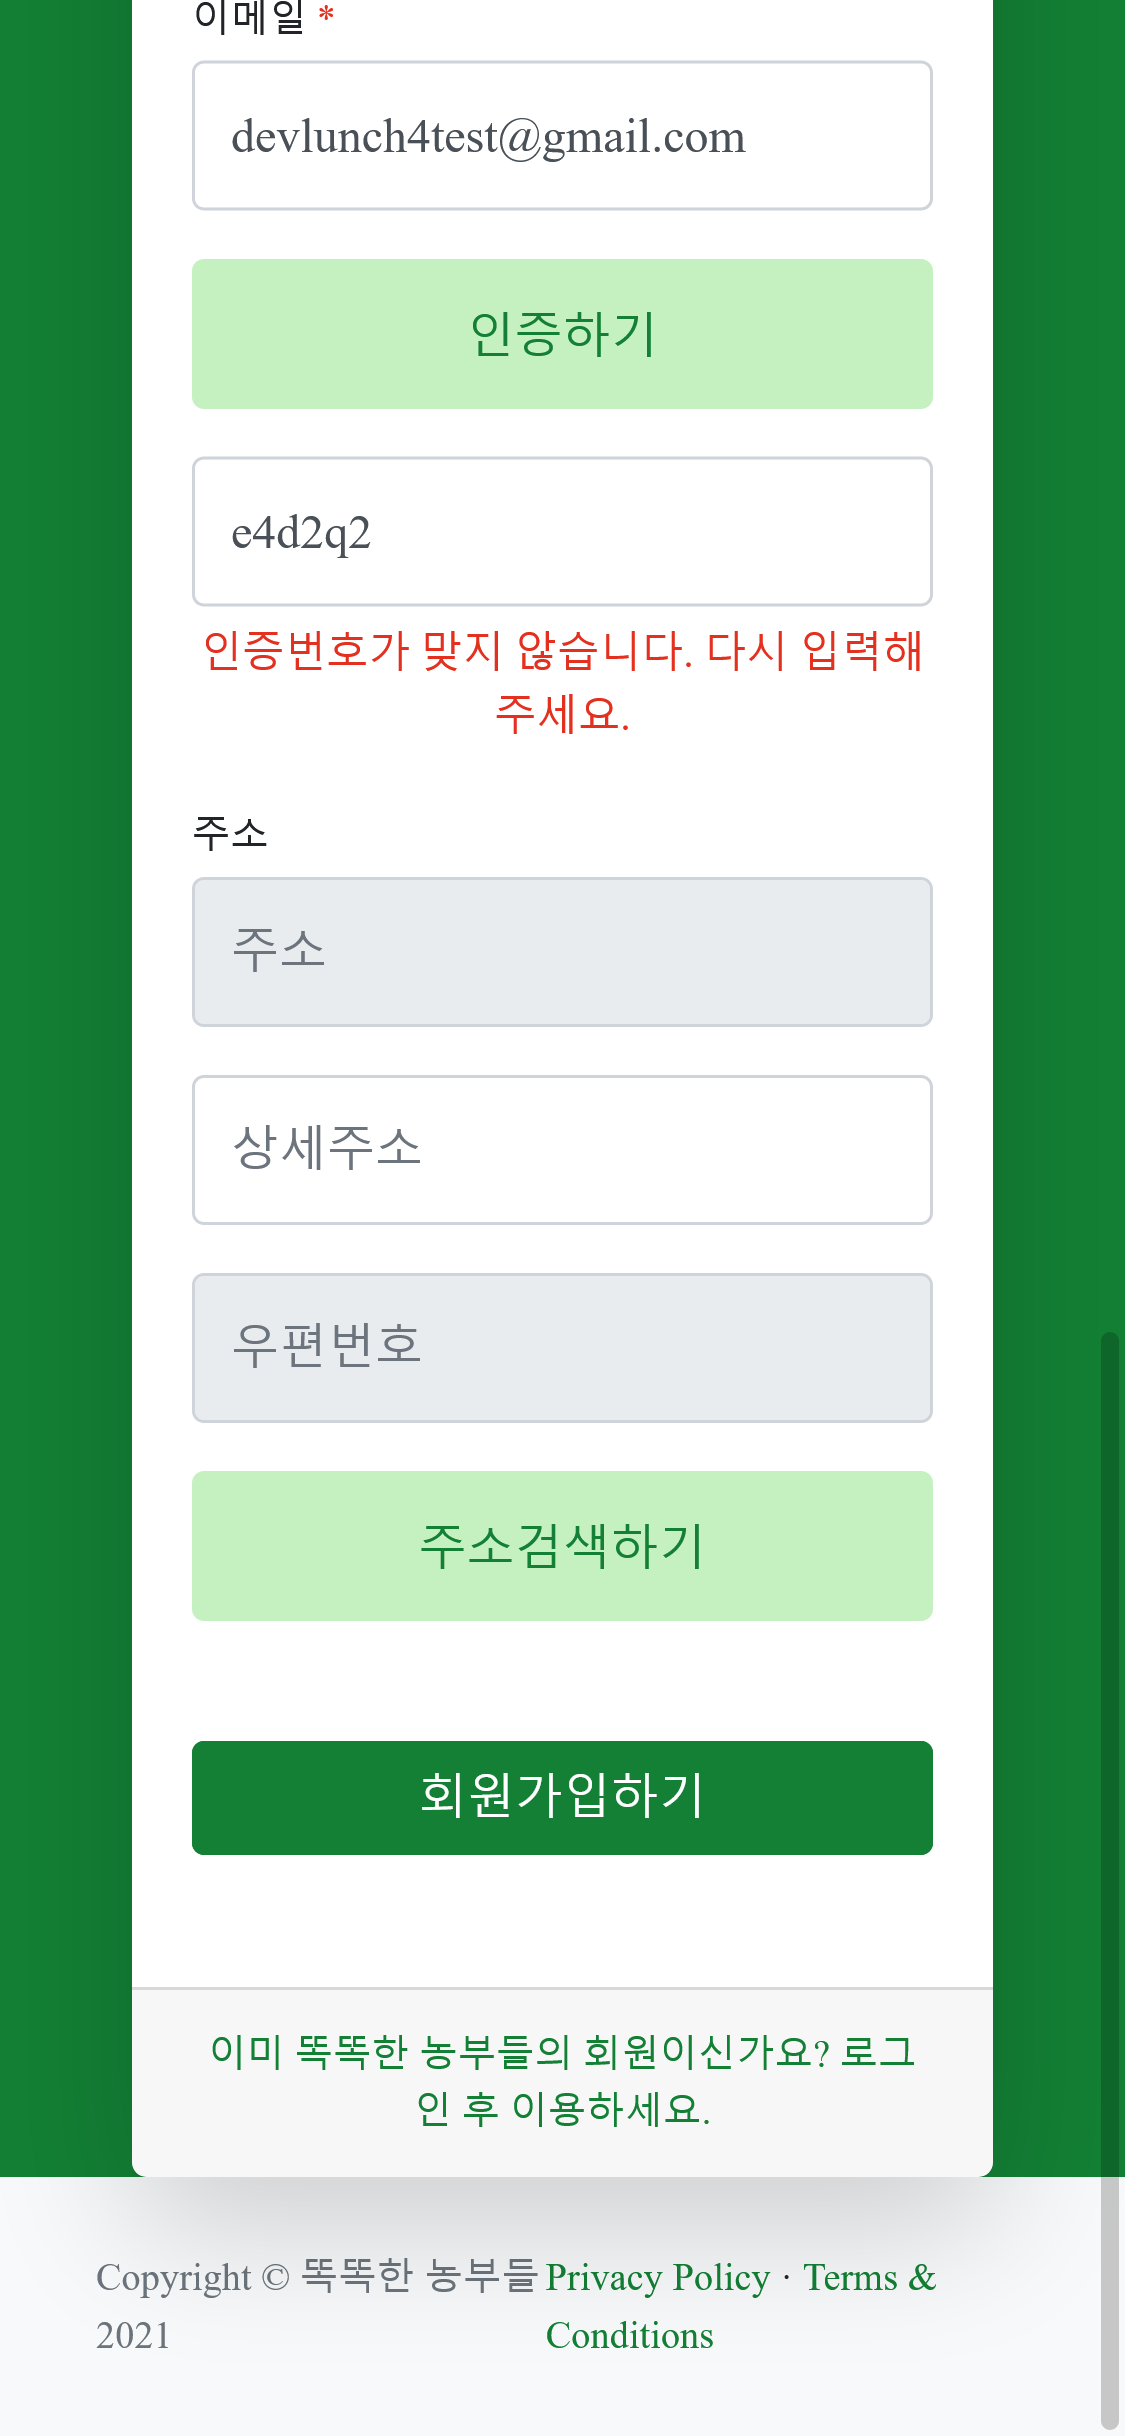 이메일 *
devlunch4test@gmail.com
인증하기
e4d2q2
인증번호가 맞지 않습니다. 다시 입력해
주세요.
주소
주소
상세주소
우편번호
주소검색하기
회원가입하기
이미 똑똑한 농부들의 회원이신가요? 로그
인 후 이용하세요.
Copyright © 똑똑한 농부들
2021
Privacy Policy · Terms &
Conditions